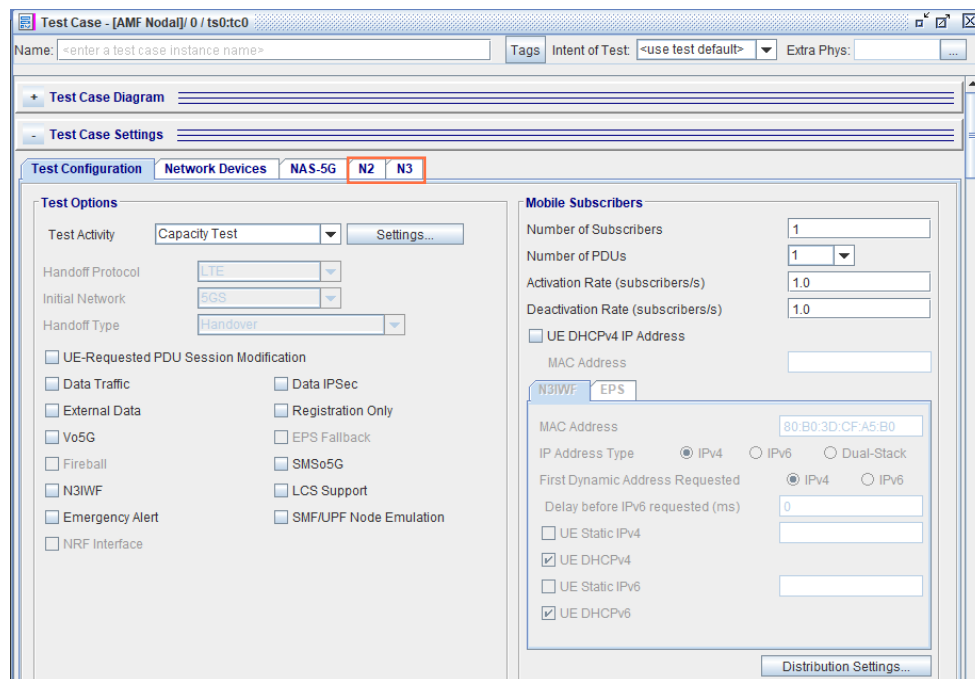 Test Case - [AMF Nodal]/ 0 / ts0:tc0
Name: <enter a test case instance name> Tags Intent of Test: <use test default> Extra Phys: ...
+ Test Case Diagram
- Test Case Settings
Test Configuration Network Devices NAS-5G N2 N3
Test Options
Test Activity Capacity Test Settings...
Handoff Protocol LTE
Initial Network 5GS
Handoff Type Handover
UE-Requested PDU Session Modification
Data Traffic Data IPSec
External Data Registration Only
Vo5G EPS Fallback
Fireball SMSo5G
N3IWF LCS Support
Emergency Alert SMF/UPF Node Emulation
NRF Interface
Mobile Subscribers
Number of Subscribers 1
Number of PDUs 1
Activation Rate (subscribers/s) 1.0
Deactivation Rate (subscribers/s) 1.0
UE DHCPv4 IP Address
MAC Address
N3IWF EPS
MAC Address 80:B0:3D:CF:A5:B0
IP Address Type IPv4 IPv6 Dual-Stack
First Dynamic Address Requested IPv4 IPv6
Delay before IPv6 requested (ms) 0
UE Static IPv4
UE DHCPv4
UE Static IPv6
UE DHCPv6
Distribution Settings...